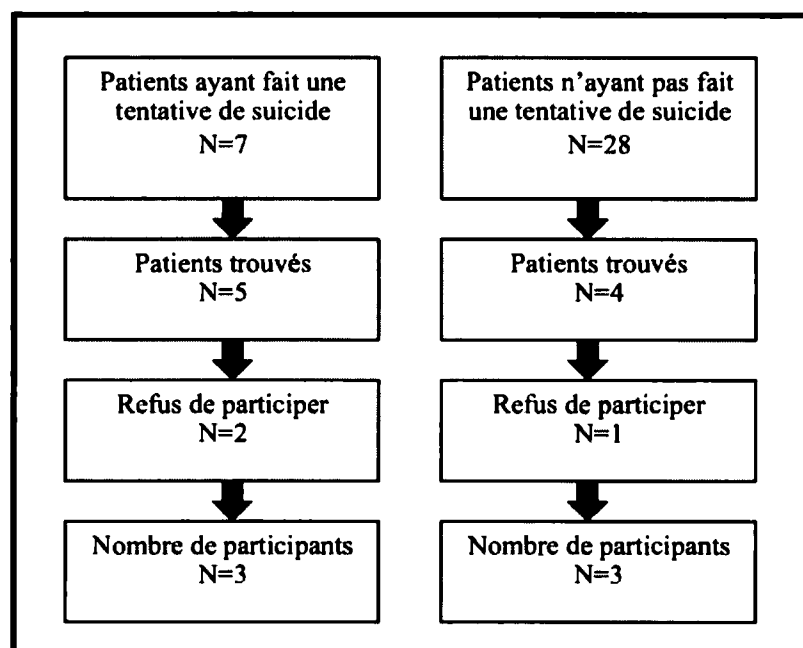 Patients ayant fait une
tentative de suicide
N=7
Patients trouvés
N=5
Refus de participer
N=2
Nombre de participants
N=3
Patients n'ayant pas fait
une tentative de suicide
N=28
Patients trouvés
N=4
Refus de participer
N=1
Nombre de participants
N=3